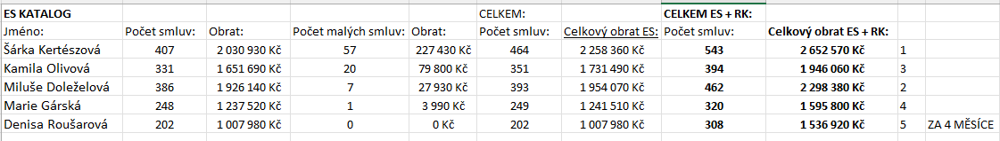 ES KATALOG CELKEM: CELKEM ES + RK:
Jméno: Počet smluv: Obrat: Počet malých smluv: Obrat: Počet smluv: Celkový obrat ES: Počet smluv: Celkový obrat ES + RK:
Šárka Kertészová 407 2 030 930 Kč 57 227 430 Kč 464 2 258 360 Kč 543 2 652 570 Kč 1
Kamila Olivová 331 1 651 690 Kč 20 79 800 Kč 351 1 731 490 Kč 394 1 946 060 Kč 3
Miluše Doleželová 386 1 926 140 Kč 7 27 930 Kč 393 1 954 070 Kč 462 2 298 380 Kč 2
Marie Gárská 248 1 237 520 Kč 1 3 990 Kč 249 1 241 510 Kč 320 1 595 800 Kč 4
Denisa Roušarová 202 1 007 980 Kč 0 0 Kč 202 1 007 980 Kč 308 1 536 920 Kč 5 ZA 4 MĚSÍCE